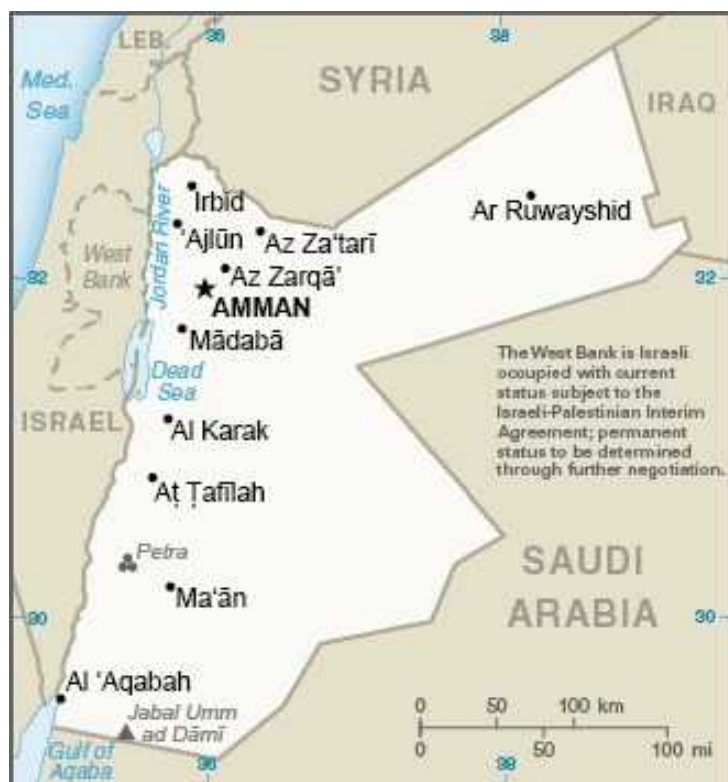 36
38
LEB.
Med.
Sea
SYRIA
IRAQ
Irbid
Ar Ruwayshid
Jordan River
'Ajlūn
Az Za'tarī
West
Bank
Az Zarqā'
32
32
AMMAN
Mādabā
The West Bank is Israeli
occupied with current
status subject to the
Israeli-Palestinian Interim
Agreement; permanent
status to be determined
through further negotiation.
Dead
Sea
ISRAEL
Al Karak
Aţ Ţafīlah
Petra
SAUDI
ARABIA
Ma'ān
30
30
Al 'Aqabah
Jabal Umm
ad Dāmī
0 50 100 km
0 50 100 mi
Gulf of
Aqaba
36
39